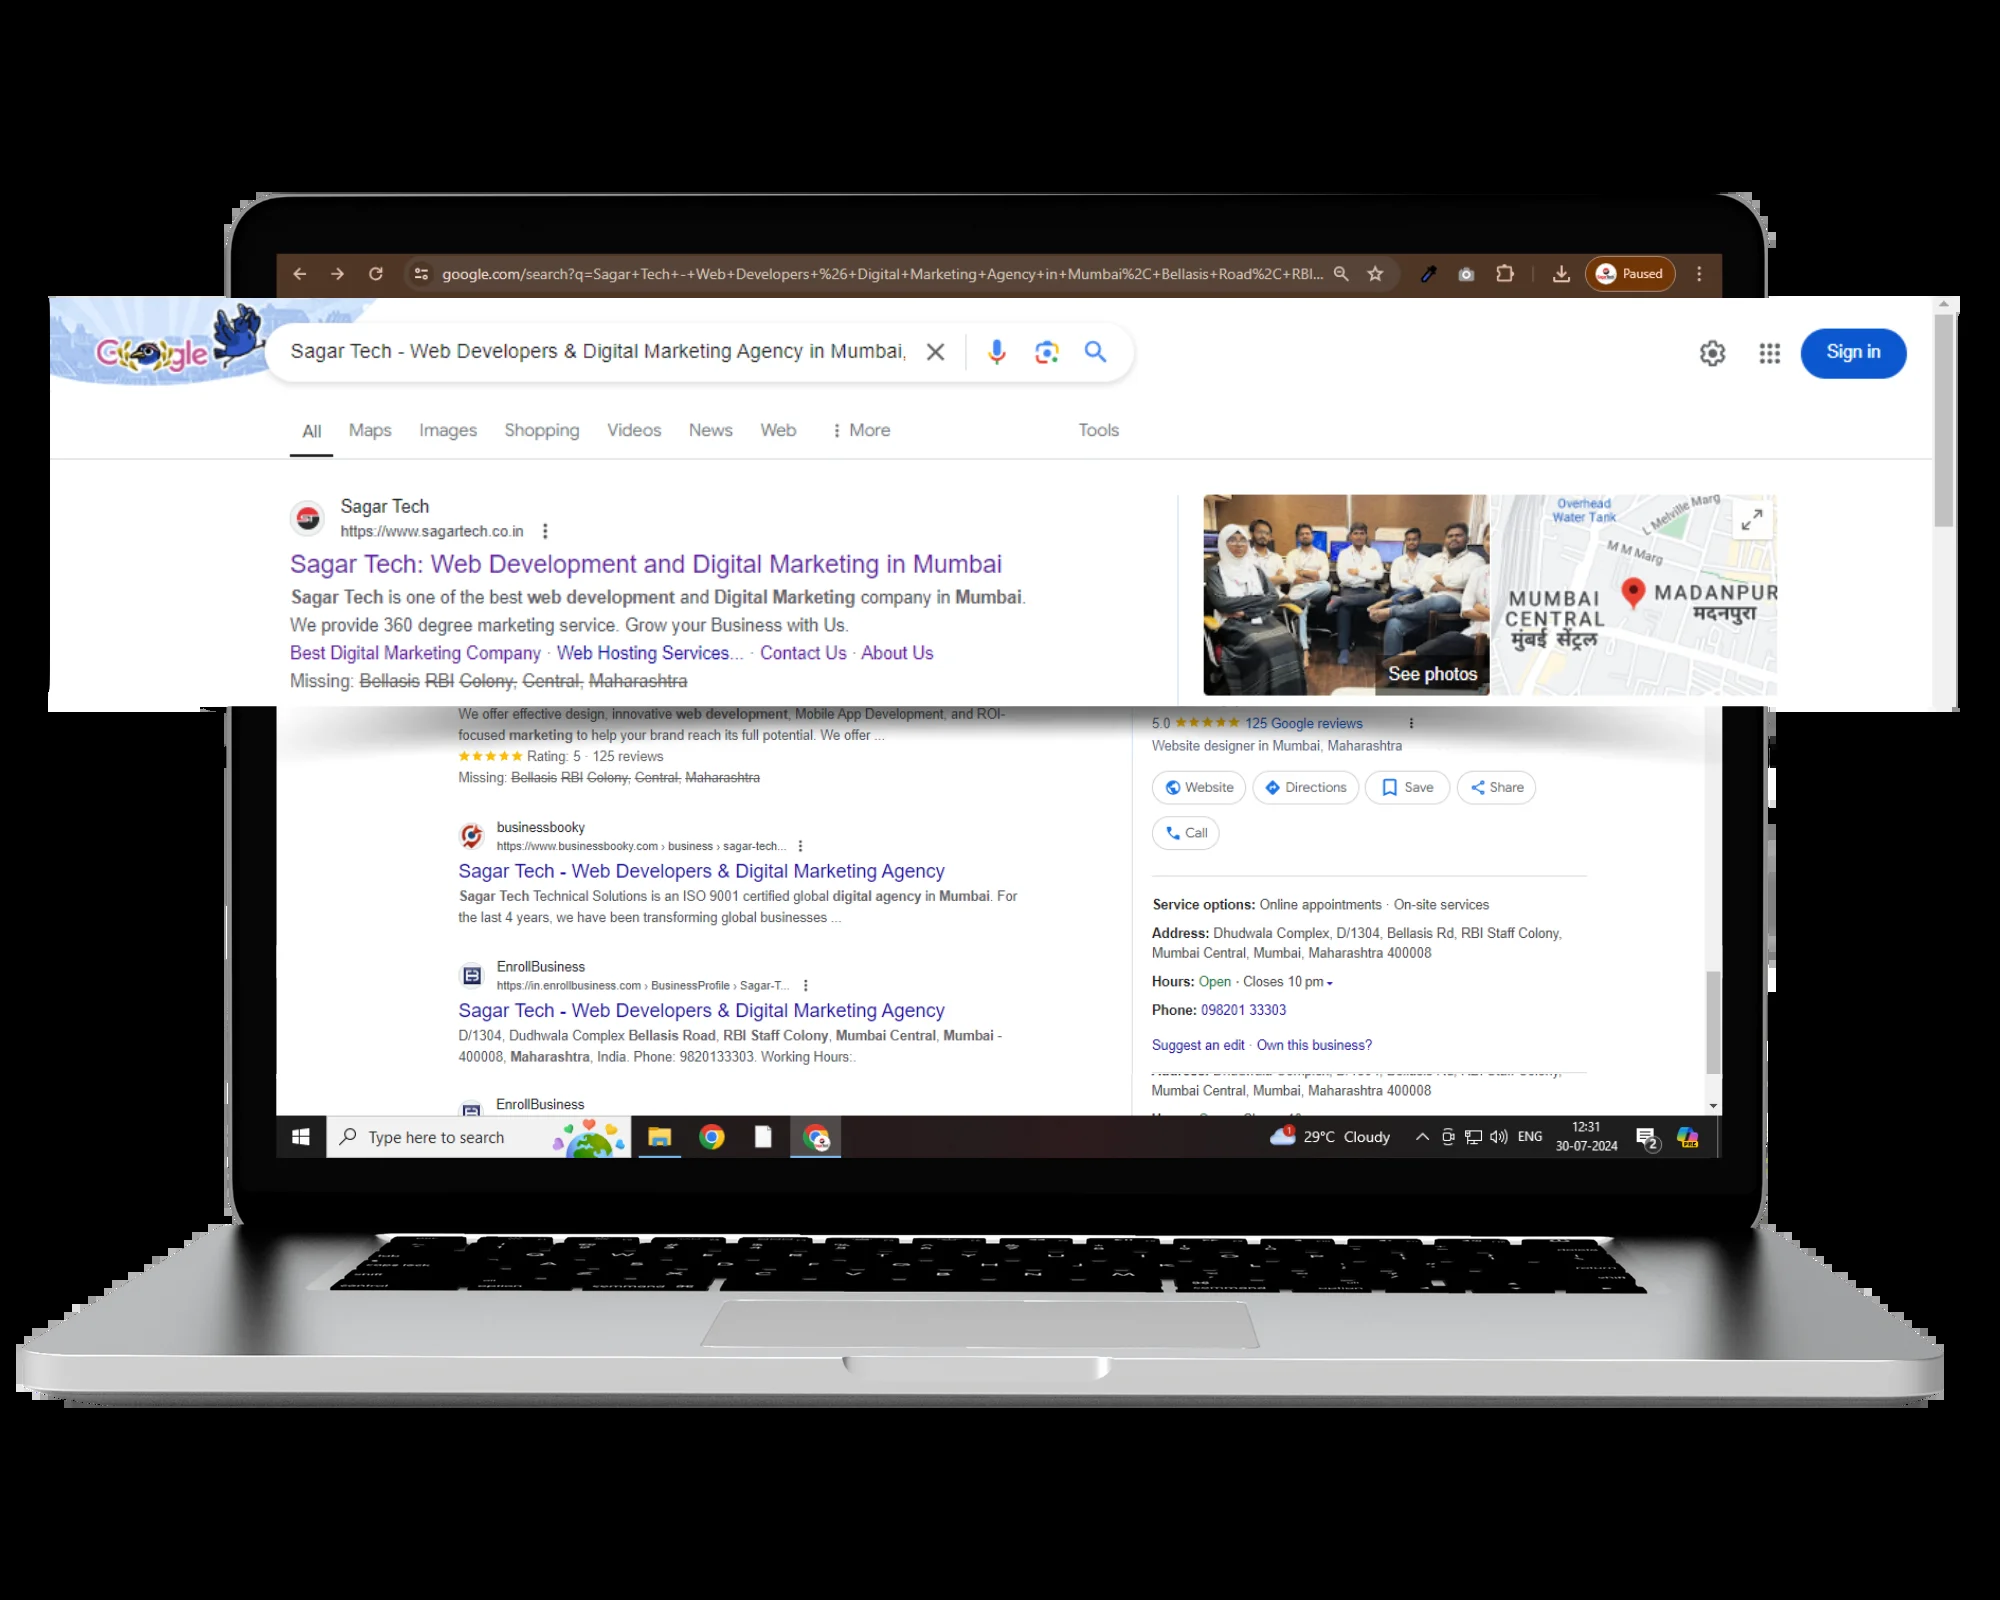 google.com/search?q=Sagar+Tech+-+Web+Developers+%26+Digital+Marketing+Agency+in+Mumbai%2C+Bellasis+Road%2C+RBI...
Paused
Google
Sagar Tech - Web Developers & Digital Marketing Agency in Mumbai,
Sign in
All Maps Images Shopping Videos News Web More Tools
Sagar Tech
https://www.sagartech.co.in
Sagar Tech: Web Development and Digital Marketing in Mumbai
Sagar Tech is one of the best web development and Digital Marketing company in Mumbai.
We provide 360 degree marketing service. Grow your Business with Us.
Best Digital Marketing Company · Web Hosting Services... · Contact Us · About Us
Missing: Bellasis RBI Colony, Central, Maharashtra
See photos
Overhead
Water Tank
L Melville Marg
M M Marg
MUMBAI
CENTRAL
मुंबई सेंट्रल
MADANPUR
मदनपुरा
We offer effective design, innovative web development, Mobile App Development, and ROI-
focused marketing to help your brand reach its full potential. We offer ...
Rating: 5 · 125 reviews
Missing: Bellasis RBI Colony, Central, Maharashtra
businessbooky
https://www.businessbooky.com › business › sagar-tech...
Sagar Tech - Web Developers & Digital Marketing Agency
Sagar Tech Technical Solutions is an ISO 9001 certified global digital agency in Mumbai. For
the last 4 years, we have been transforming global businesses ...
EnrollBusiness
https://in.enrollbusiness.com › BusinessProfile › Sagar-T...
Sagar Tech - Web Developers & Digital Marketing Agency
D/1304, Dudhwala Complex Bellasis Road, RBI Staff Colony, Mumbai Central, Mumbai -
400008, Maharashtra, India. Phone: 9820133303. Working Hours:.
EnrollBusiness
5.0 125 Google reviews
Website designer in Mumbai, Maharashtra
Website Directions Save Share
Call
Service options: Online appointments · On-site services
Address: Dhudwala Complex, D/1304, Bellasis Rd, RBI Staff Colony,
Mumbai Central, Mumbai, Maharashtra 400008
Hours: Open · Closes 10 pm
Phone: 098201 33303
Suggest an edit · Own this business?
Mumbai Central, Mumbai, Maharashtra 400008
Type here to search
1
29°C Cloudy
ENG
12:31
30-07-2024
2
PRE
option command
command option